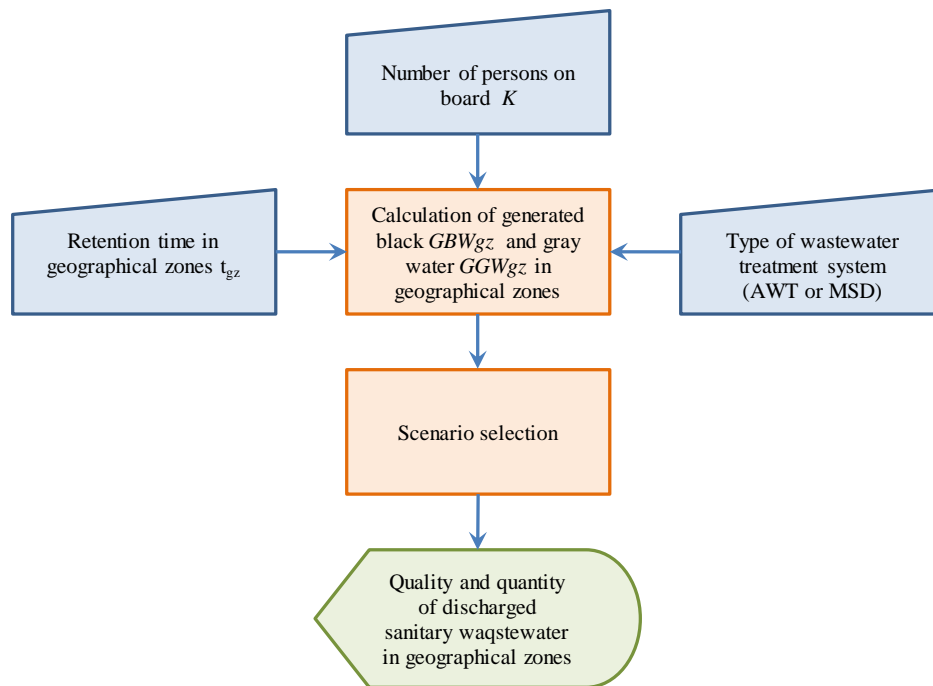 Number of persons on
board K
Retention time in
geographical zones tgz
Calculation of generated
black GBWgz and gray
water GGWgz in
geographical zones
Type of wastewater
treatment system
(AWT or MSD)
Scenario selection
Quality and quantity
of discharged
sanitary waqstewater
in geographical zones